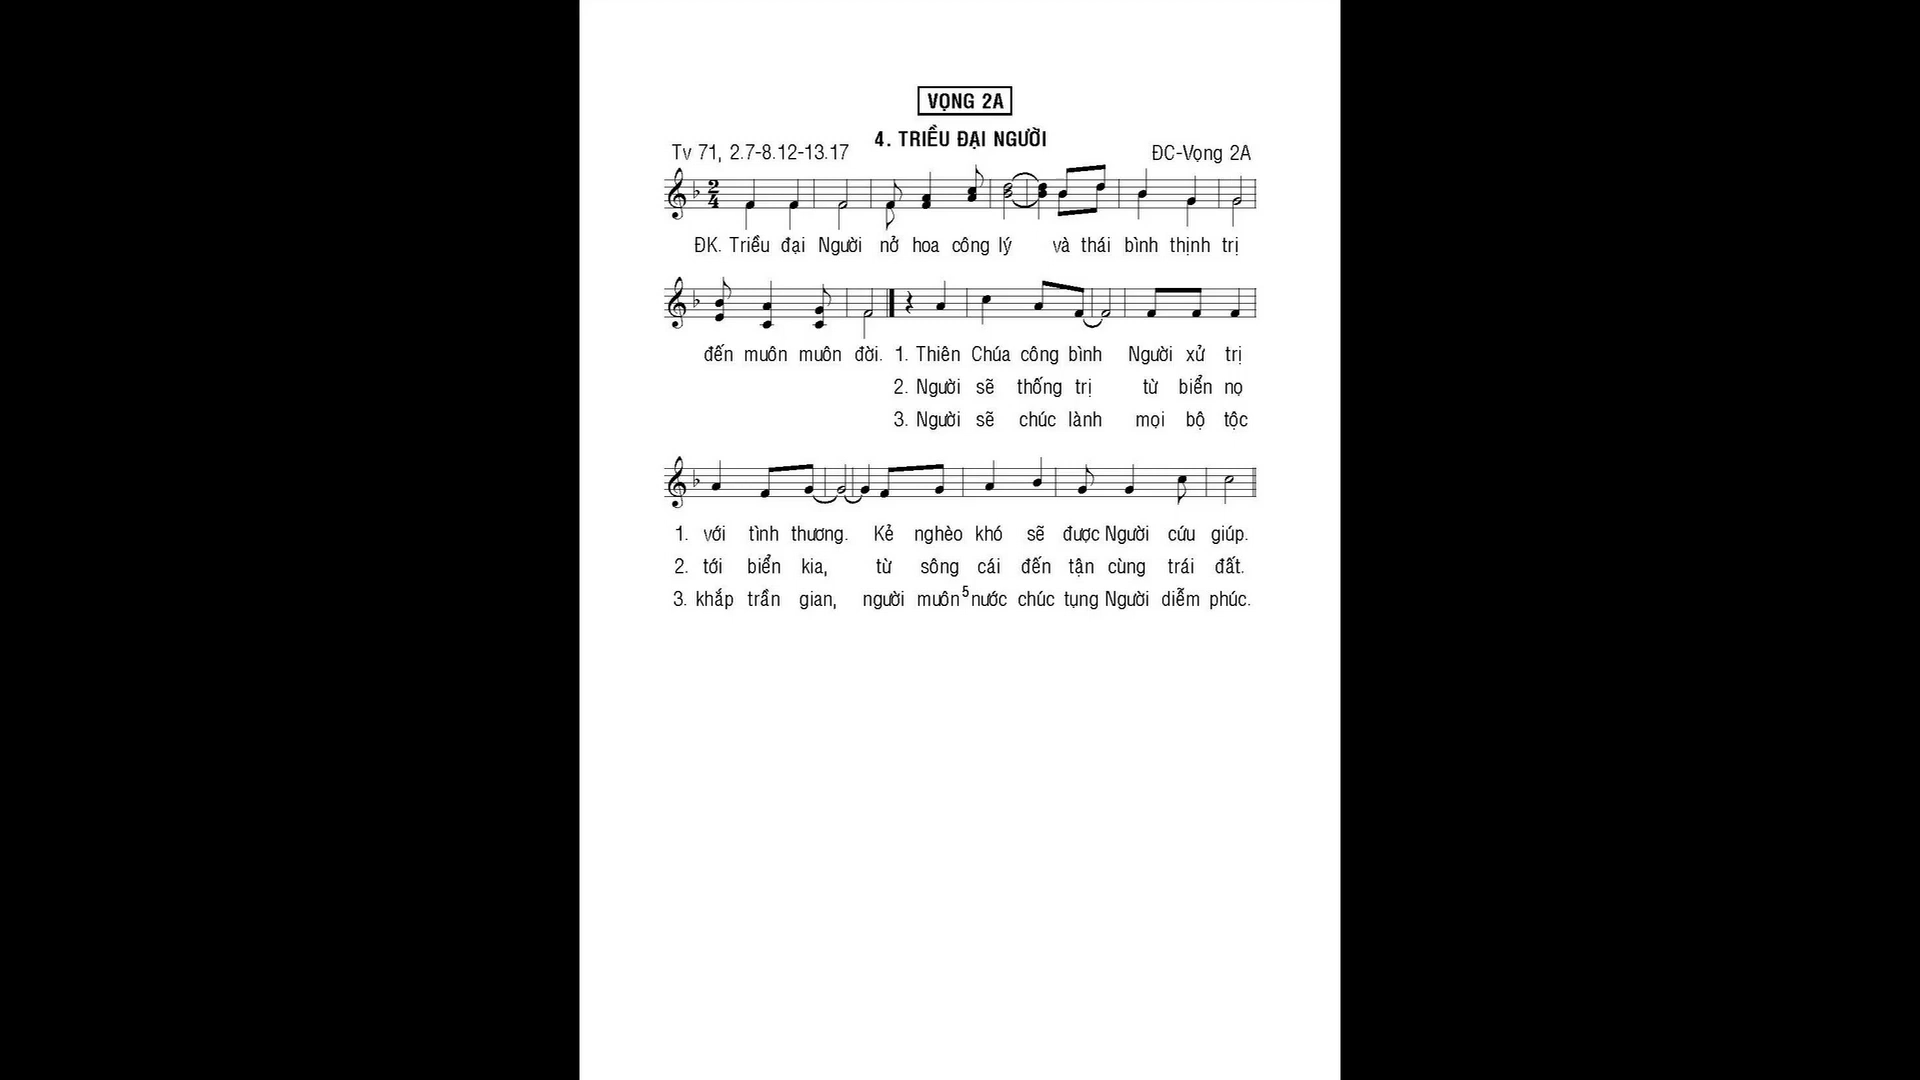 VỌNG 2A
4. TRIỀU ĐẠI NGƯỜI
Tv 71, 2.7-8.12-13.17
ĐC-Vọng 2A
2
4
ĐK. Triều đại Người nở hoa công lý và thái bình thịnh trị
đến muôn muôn đời. 1. Thiên Chúa công bình Người xử trị
2. Người sẽ thống trị từ biển nọ
3. Người sẽ chúc lành mọi bộ tộc
1. với tình thương. Kẻ nghèo khó sẽ được Người cứu giúp.
2. tới biển kia, từ sông cái đến tận cùng trái đất.
3. khắp trần gian, người muôn 5 nước chúc tụng Người diễm phúc.